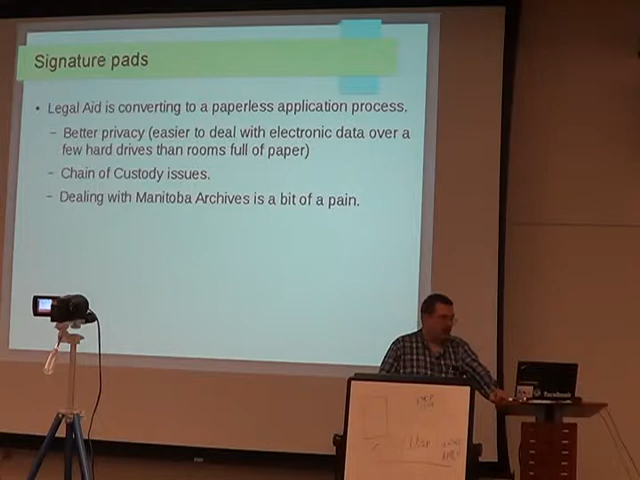 Signature pads
• Legal Aid is converting to a paperless application process.
– Better privacy (easier to deal with electronic data over a
few hard drives than rooms full of paper)
– Chain of Custody issues.
– Dealing with Manitoba Archives is a bit of a pain.
facebook